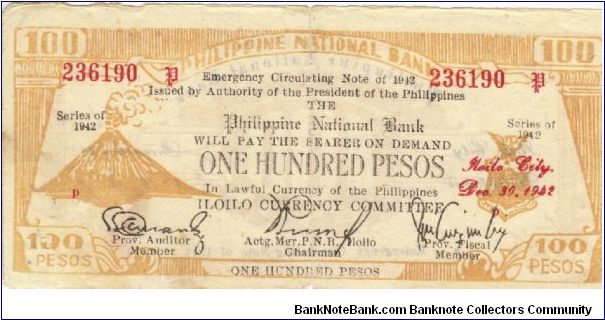 100 100
PHILIPPINE NATIONAL BANK
236190 P Emergency Circulating Note of 1942 236190 P
Issued by Authority of the President of the Philippines
THE
Series of 1942 Philippine National Bank Series of 1942
WILL PAY THE BEARER ON DEMAND
ONE HUNDRED PESOS
Iloilo City.
Dec. 30, 1942
P In Lawful Currency of the Philippines P
ILOILO CURRENCY COMMITTEE
Prov. Auditor Actg. Mgr. P.N.B. Iloilo Prov. Fiscal
Member Chairman Member
100 PESOS 100 PESOS
ONE HUNDRED PESOS
BankNoteBank.com Banknote Collectors Community